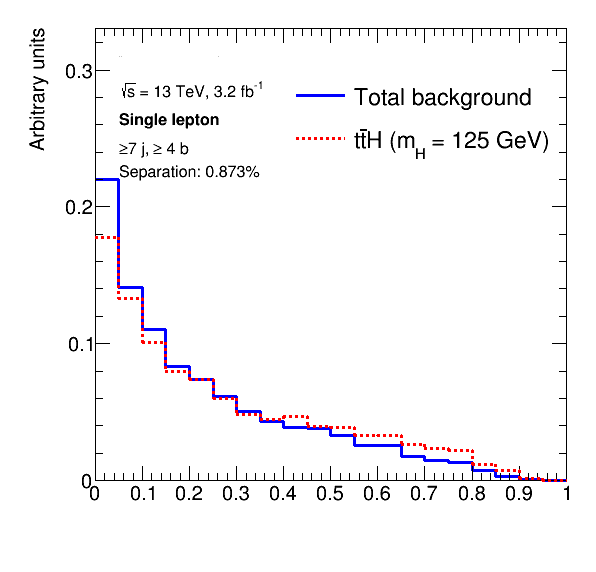 Arbitrary units
0.3
0.2
0.1
0
√s = 13 TeV, 3.2 fb⁻¹
Single lepton
≥7 j, ≥ 4 b
Separation: 0.873%
Total background
tt̄H (m_H = 125 GeV)
0 0.1 0.2 0.3 0.4 0.5 0.6 0.7 0.8 0.9 1